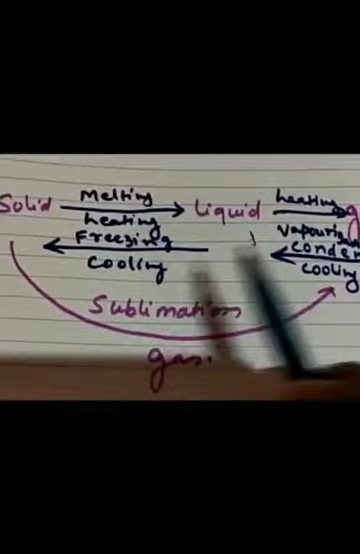 Solid Melting Liquid heating g
heating Vapouri
Freezing conden
Cooling cooling
Sublimation
gas.